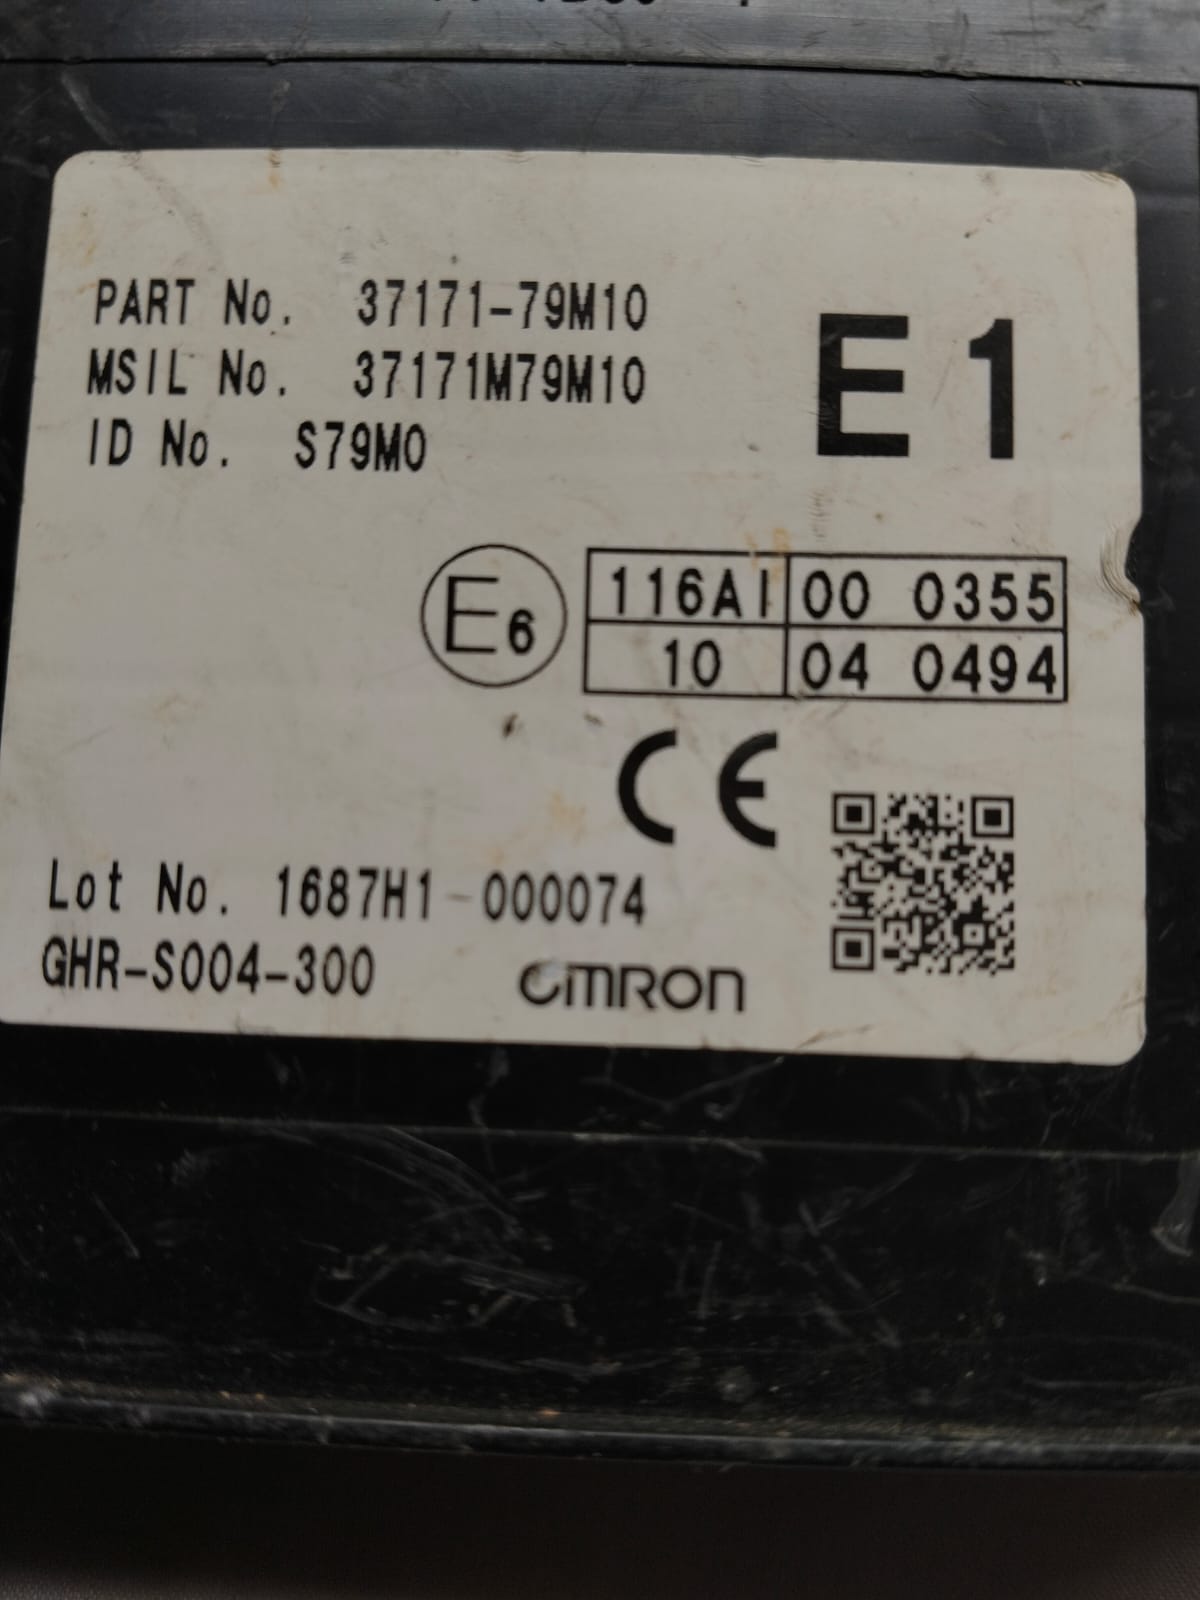 PART No. 37171-79M10
MSIL No. 37171M79M10
ID No. S79M0
E1
E6
116AI 00 0355
10 04 0494
CE
Lot No. 1687H1-000074
GHR-S004-300
OMRON